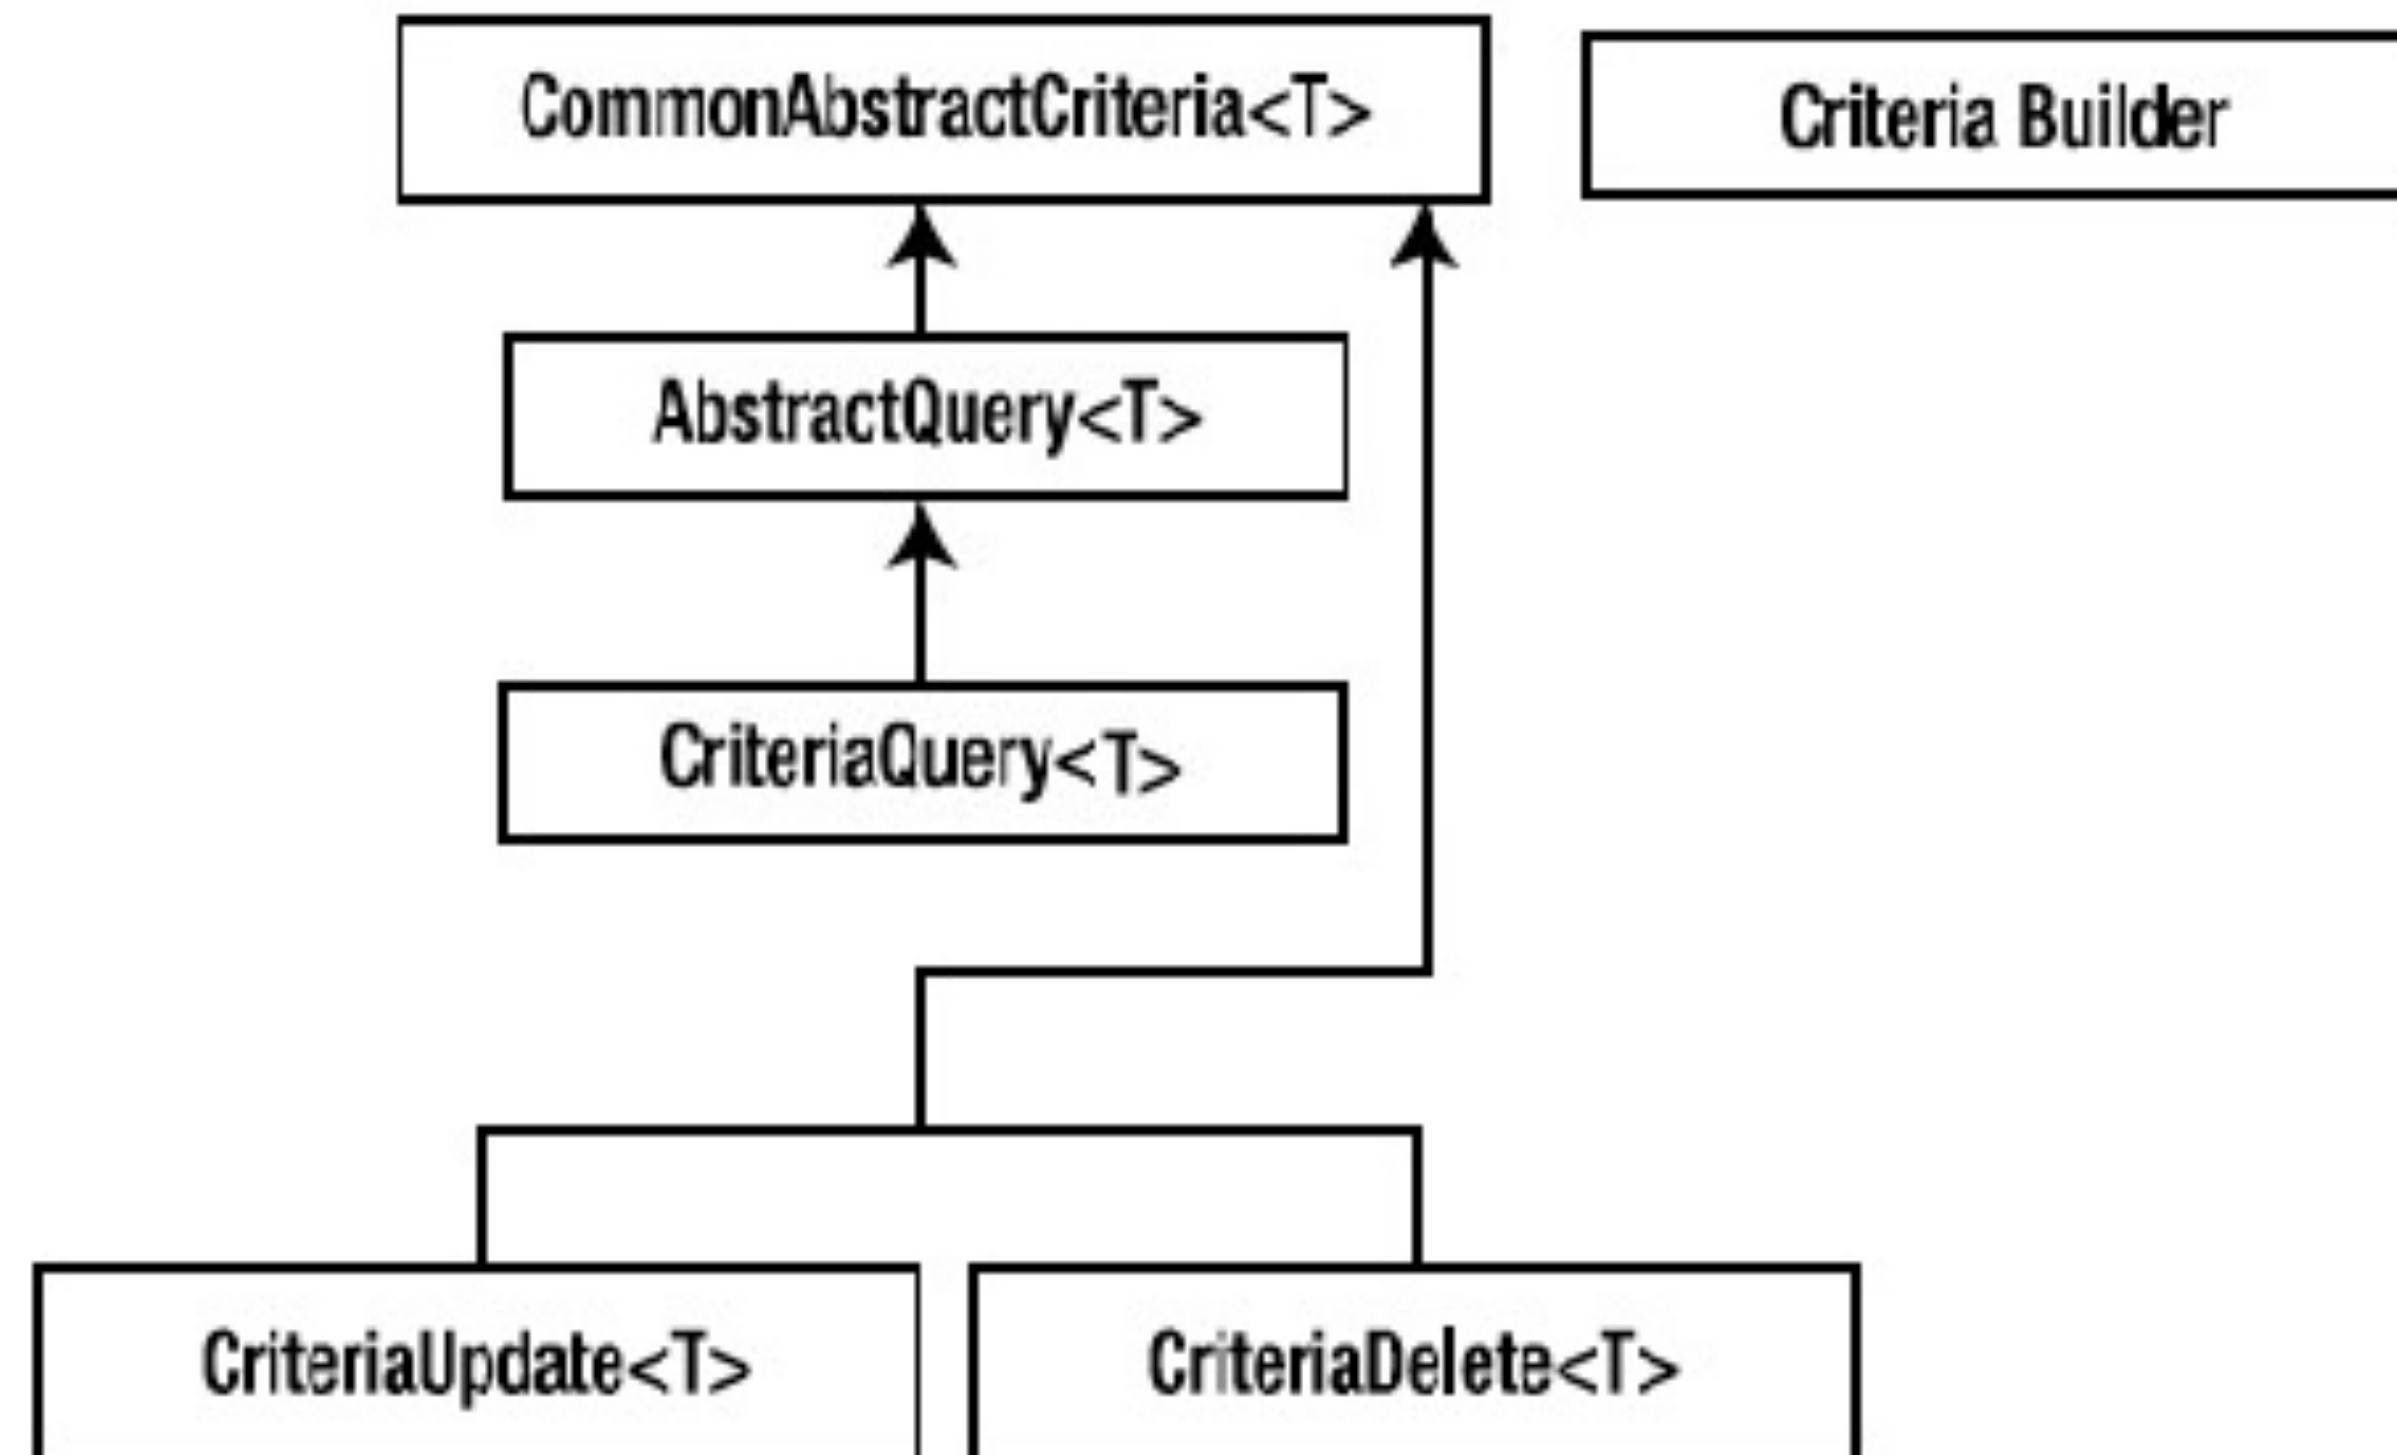 CommonAbstractCriteria<T>
Criteria Builder
AbstractQuery<T>
CriteriaQuery<T>
CriteriaUpdate<T>
CriteriaDelete<T>